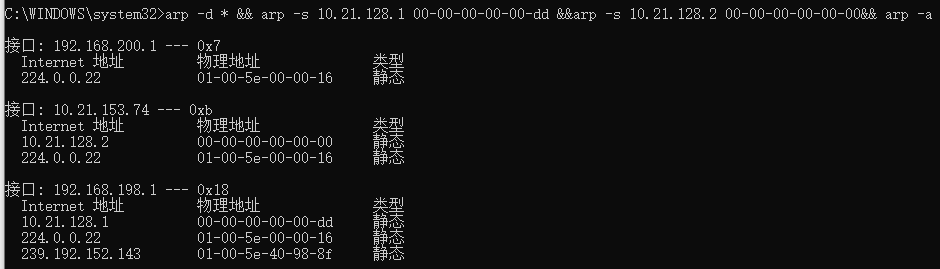 C:\WINDOWS\system32>arp -d * && arp -s 10.21.128.1 00-00-00-00-00-dd &&arp -s 10.21.128.2 00-00-00-00-00-00&& arp -a
接口: 192.168.200.1 --- 0x7
Internet 地址 物理地址 类型
224.0.0.22 01-00-5e-00-00-16 静态
接口: 10.21.153.74 --- 0xb
Internet 地址 物理地址 类型
10.21.128.2 00-00-00-00-00-00 静态
224.0.0.22 01-00-5e-00-00-16 静态
接口: 192.168.198.1 --- 0x18
Internet 地址 物理地址 类型
10.21.128.1 00-00-00-00-00-dd 静态
224.0.0.22 01-00-5e-00-00-16 静态
239.192.152.143 01-00-5e-40-98-8f 静态